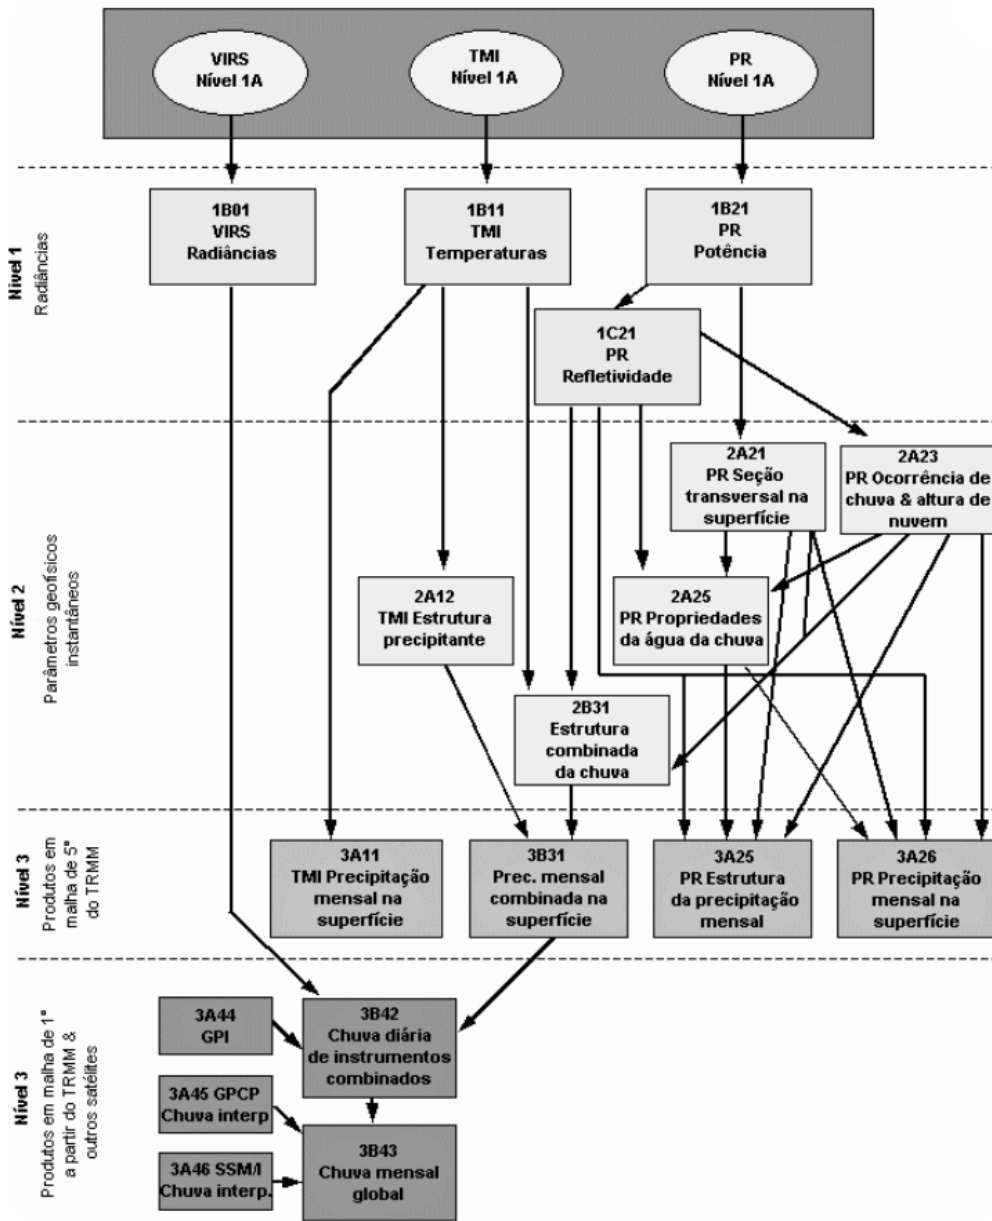 VIRS
Nível 1A
TMI
Nível 1A
PR
Nível 1A
Nível 1
Radiâncias
1B01
VIRS
Radiâncias
1B11
TMI
Temperaturas
1B21
PR
Potência
1C21
PR
Refletividade
Nível 2
Parâmetros geofísicos
instantâneos
2A21
PR Seção
transversal na
superfície
2A23
PR Ocorrência de
chuva & altura de
nuvem
2A12
TMI Estrutura
precipitante
2A25
PR Propriedades
da água da chuva
2B31
Estrutura
combinada
da chuva
Nível 3
Produtos em
malha de 5°
do TRMM
3A11
TMI Precipitação
mensal na
superfície
3B31
Prec. mensal
combinada na
superfície
3A25
PR Estrutura
da precipitação
mensal
3A26
PR Precipitação
mensal na
superfície
Nível 3
Produtos em malha de 1°
a partir do TRMM &
outros satélites
3A44
GPI
3B42
Chuva diária
de instrumentos
combinados
3A45 GPCP
Chuva interp
3A46 SSM/I
Chuva interp.
3B43
Chuva mensal
global